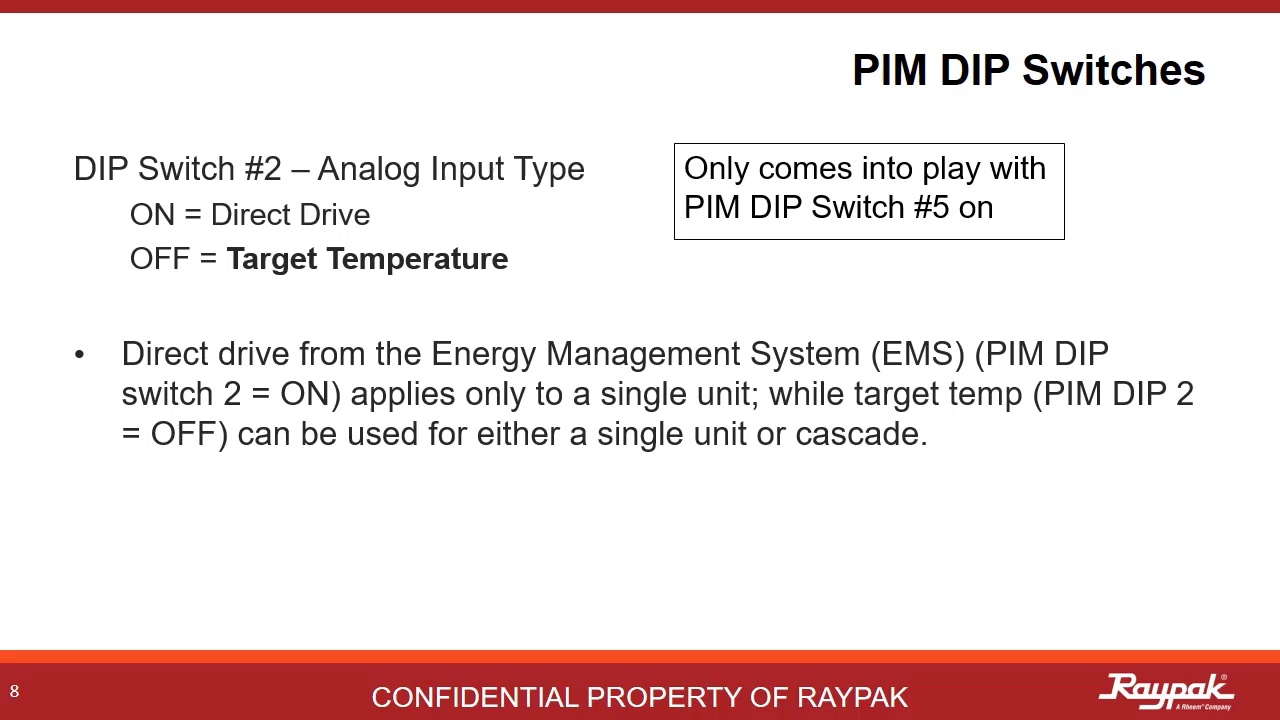 PIM DIP Switches
DIP Switch #2 – Analog Input Type
ON = Direct Drive
OFF = Target Temperature
Only comes into play with
PIM DIP Switch #5 on
• Direct drive from the Energy Management System (EMS) (PIM DIP
switch 2 = ON) applies only to a single unit; while target temp (PIM DIP 2
= OFF) can be used for either a single unit or cascade.
8
CONFIDENTIAL PROPERTY OF RAYPAK
Raypak®
A Rheem® Company